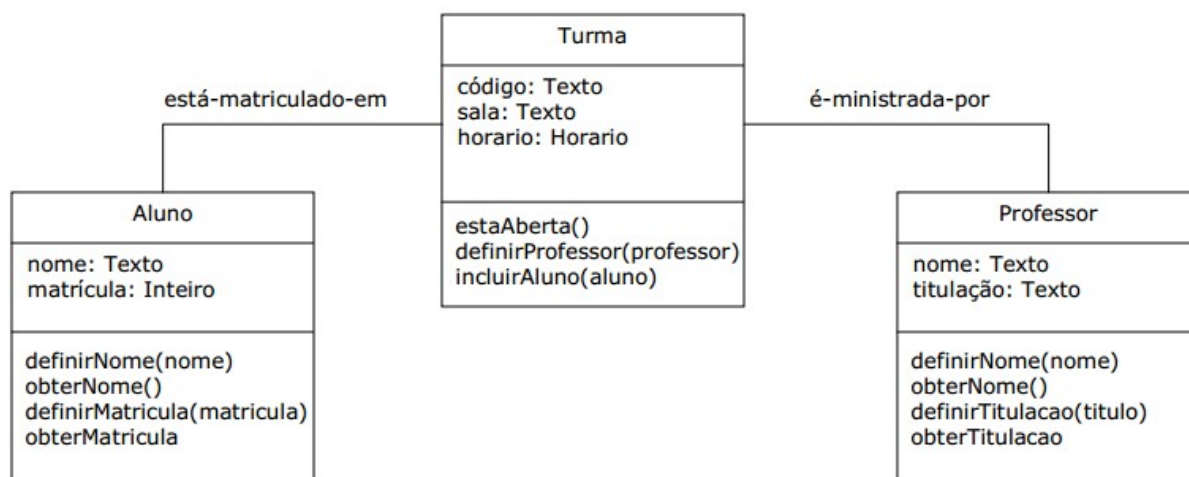 Turma
código: Texto
sala: Texto
horario: Horario
estaAberta()
definirProfessor(professor)
incluirAluno(aluno)
está-matriculado-em
é-ministrada-por
Aluno
nome: Texto
matrícula: Inteiro
definirNome(nome)
obterNome()
definirMatricula(matricula)
obterMatricula
Professor
nome: Texto
titulação: Texto
definirNome(nome)
obterNome()
definirTitulacao(titulo)
obterTitulacao